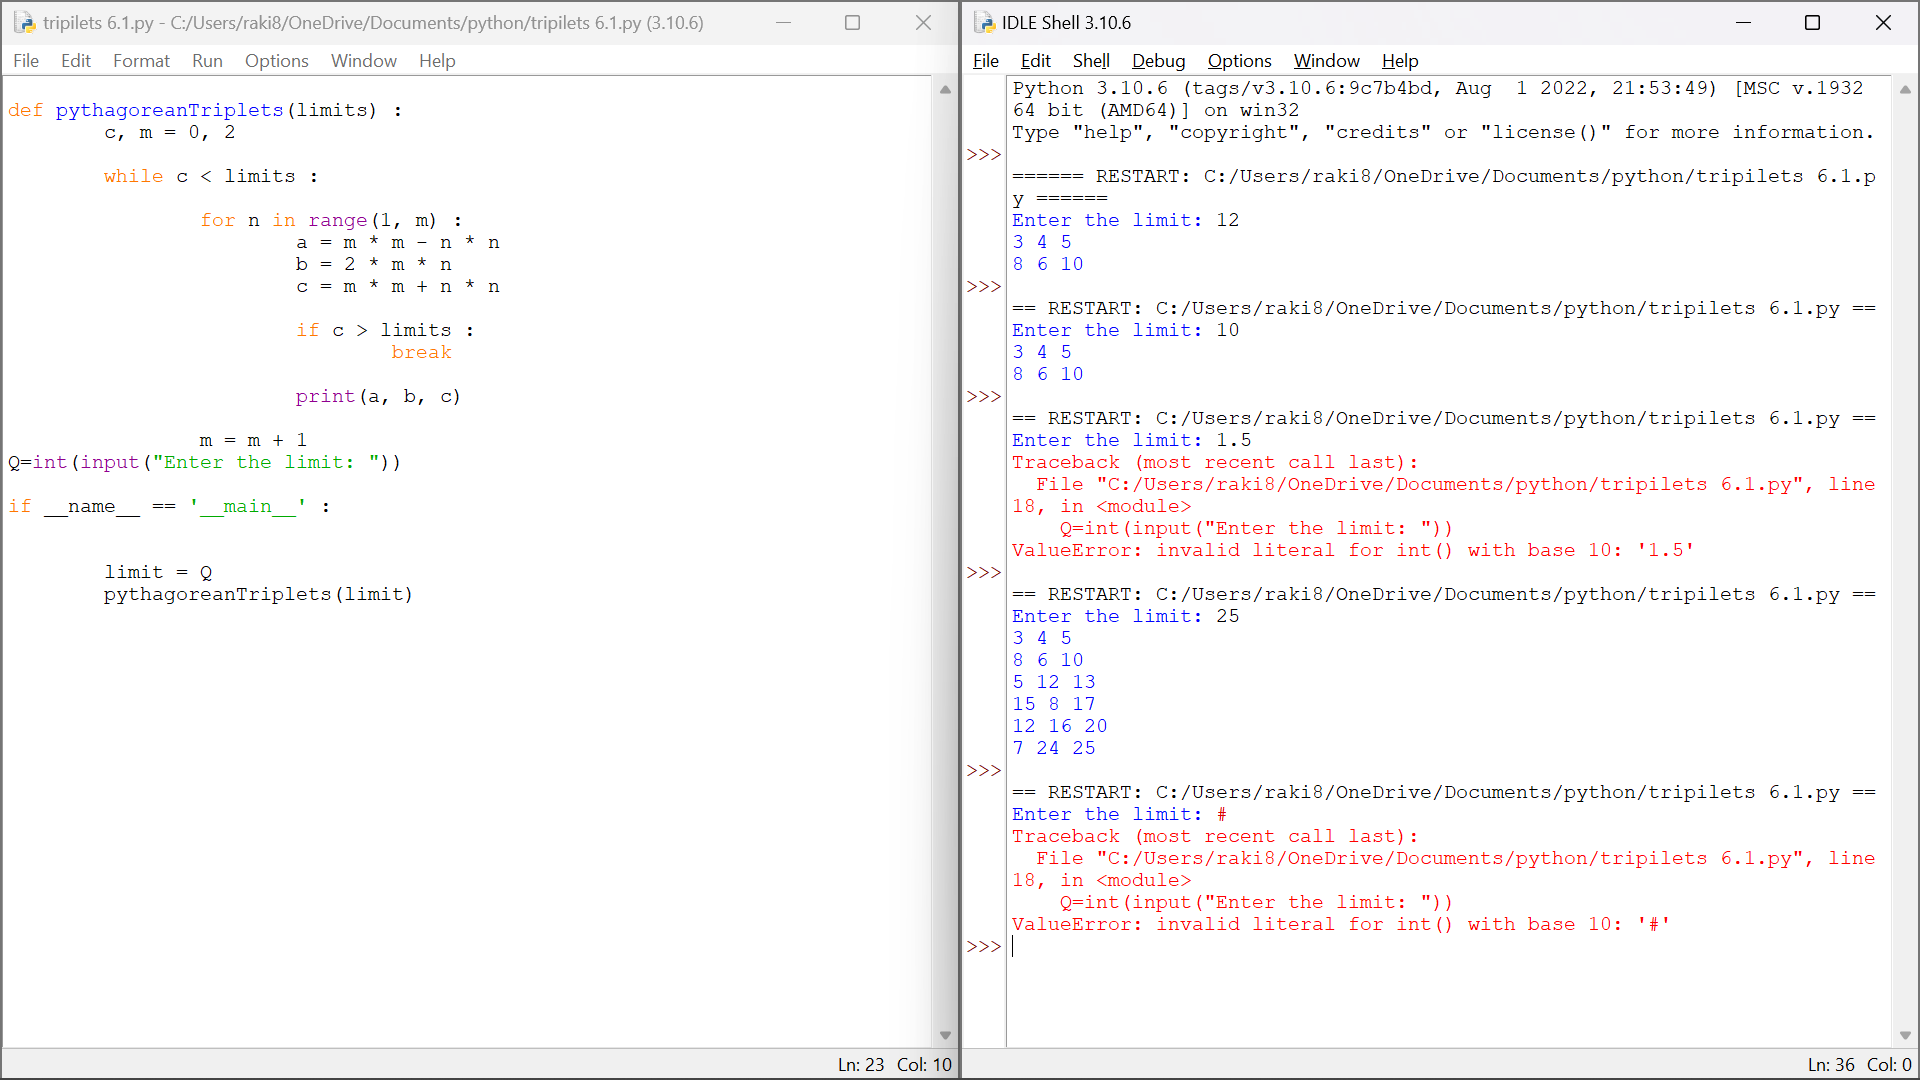 tripilets 6.1.py - C:/Users/raki8/OneDrive/Documents/python/tripilets 6.1.py (3.10.6)
File Edit Format Run Options Window Help
def pythagoreanTriplets(limits) :
        c, m = 0, 2
        while c < limits :
                for n in range(1, m) :
                        a = m * m - n * n
                        b = 2 * m * n
                        c = m * m + n * n
                        if c > limits :
                                break
                        print(a, b, c)
                m = m + 1
Q=int(input("Enter the limit: "))
if __name__ == '__main__' :
        limit = Q
        pythagoreanTriplets(limit)
Ln: 23 Col: 10
IDLE Shell 3.10.6
File Edit Shell Debug Options Window Help
Python 3.10.6 (tags/v3.10.6:9c7b4bd, Aug  1 2022, 21:53:49) [MSC v.1932
64 bit (AMD64)] on win32
Type "help", "copyright", "credits" or "license()" for more information.
>>>
====== RESTART: C:/Users/raki8/OneDrive/Documents/python/tripilets 6.1.p
y ======
Enter the limit: 12
3 4 5
8 6 10
>>>
== RESTART: C:/Users/raki8/OneDrive/Documents/python/tripilets 6.1.py ==
Enter the limit: 10
3 4 5
8 6 10
>>>
== RESTART: C:/Users/raki8/OneDrive/Documents/python/tripilets 6.1.py ==
Enter the limit: 1.5
Traceback (most recent call last):
  File "C:/Users/raki8/OneDrive/Documents/python/tripilets 6.1.py", line
18, in <module>
    Q=int(input("Enter the limit: "))
ValueError: invalid literal for int() with base 10: '1.5'
>>>
== RESTART: C:/Users/raki8/OneDrive/Documents/python/tripilets 6.1.py ==
Enter the limit: 25
3 4 5
8 6 10
5 12 13
15 8 17
12 16 20
7 24 25
>>>
== RESTART: C:/Users/raki8/OneDrive/Documents/python/tripilets 6.1.py ==
Enter the limit: #
Traceback (most recent call last):
  File "C:/Users/raki8/OneDrive/Documents/python/tripilets 6.1.py", line
18, in <module>
    Q=int(input("Enter the limit: "))
ValueError: invalid literal for int() with base 10: '#'
>>>
Ln: 36 Col: 0